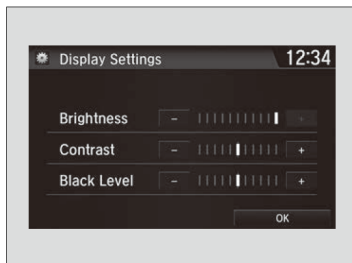 Display Settings 12:34
Brightness - +
Contrast - +
Black Level - +
OK